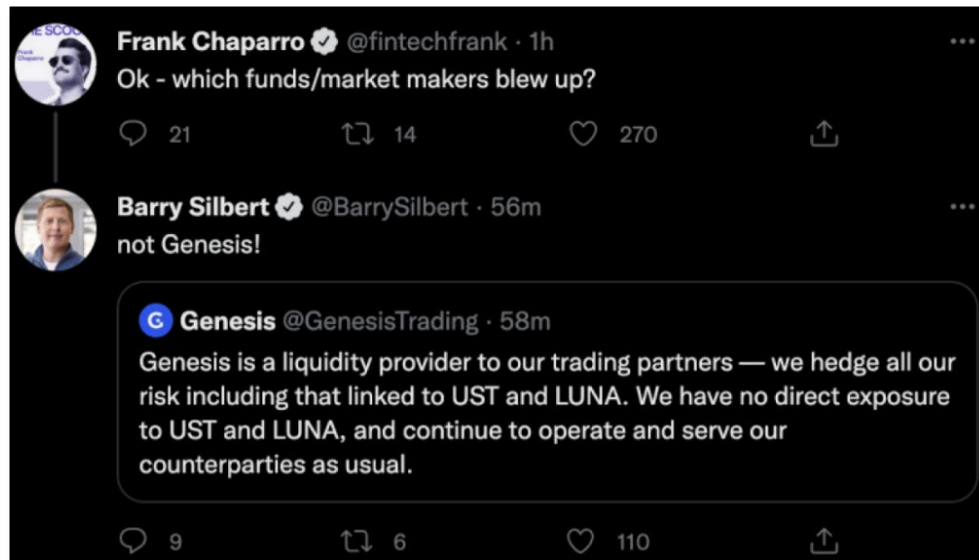 Frank Chaparro @fintechfrank · 1h
Ok - which funds/market makers blew up?
21 14 270
Barry Silbert @BarrySilbert · 56m
not Genesis!
G Genesis @GenesisTrading · 58m
Genesis is a liquidity provider to our trading partners — we hedge all our
risk including that linked to UST and LUNA. We have no direct exposure
to UST and LUNA, and continue to operate and serve our
counterparties as usual.
9 6 110